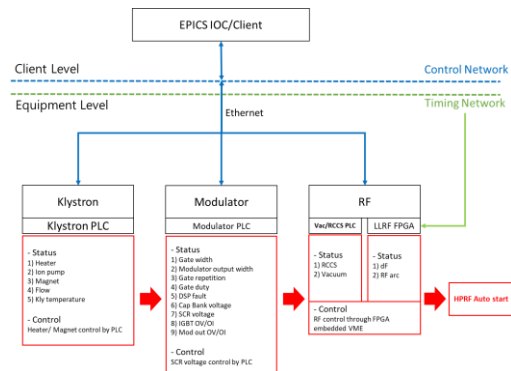 EPICS IOC/Client
Client Level
Control Network
Equipment Level
Timing Network
Ethernet
Klystron
Klystron PLC
- Status
1) Heater
2) Ion pump
3) Magnet
4) Flow
5) Kly temperature
- Control
Heater/ Magnet control by PLC
Modulator
Modulator PLC
- Status
1) Gate width
2) Modulator output width
3) Gate repetition
4) Gate duty
5) DSP fault
6) Cap Bank voltage
7) SCR voltage
8) IGBT OV/OI
9) Mod out OV/OI
- Control
SCR voltage control by PLC
RF
Vac/RCCS PLC
LLRF FPGA
- Status
1) RCCS
2) Vacuum
- Status
1) dF
2) RF arc
- Control
RF control through FPGA
embedded VME
HPRF Auto start